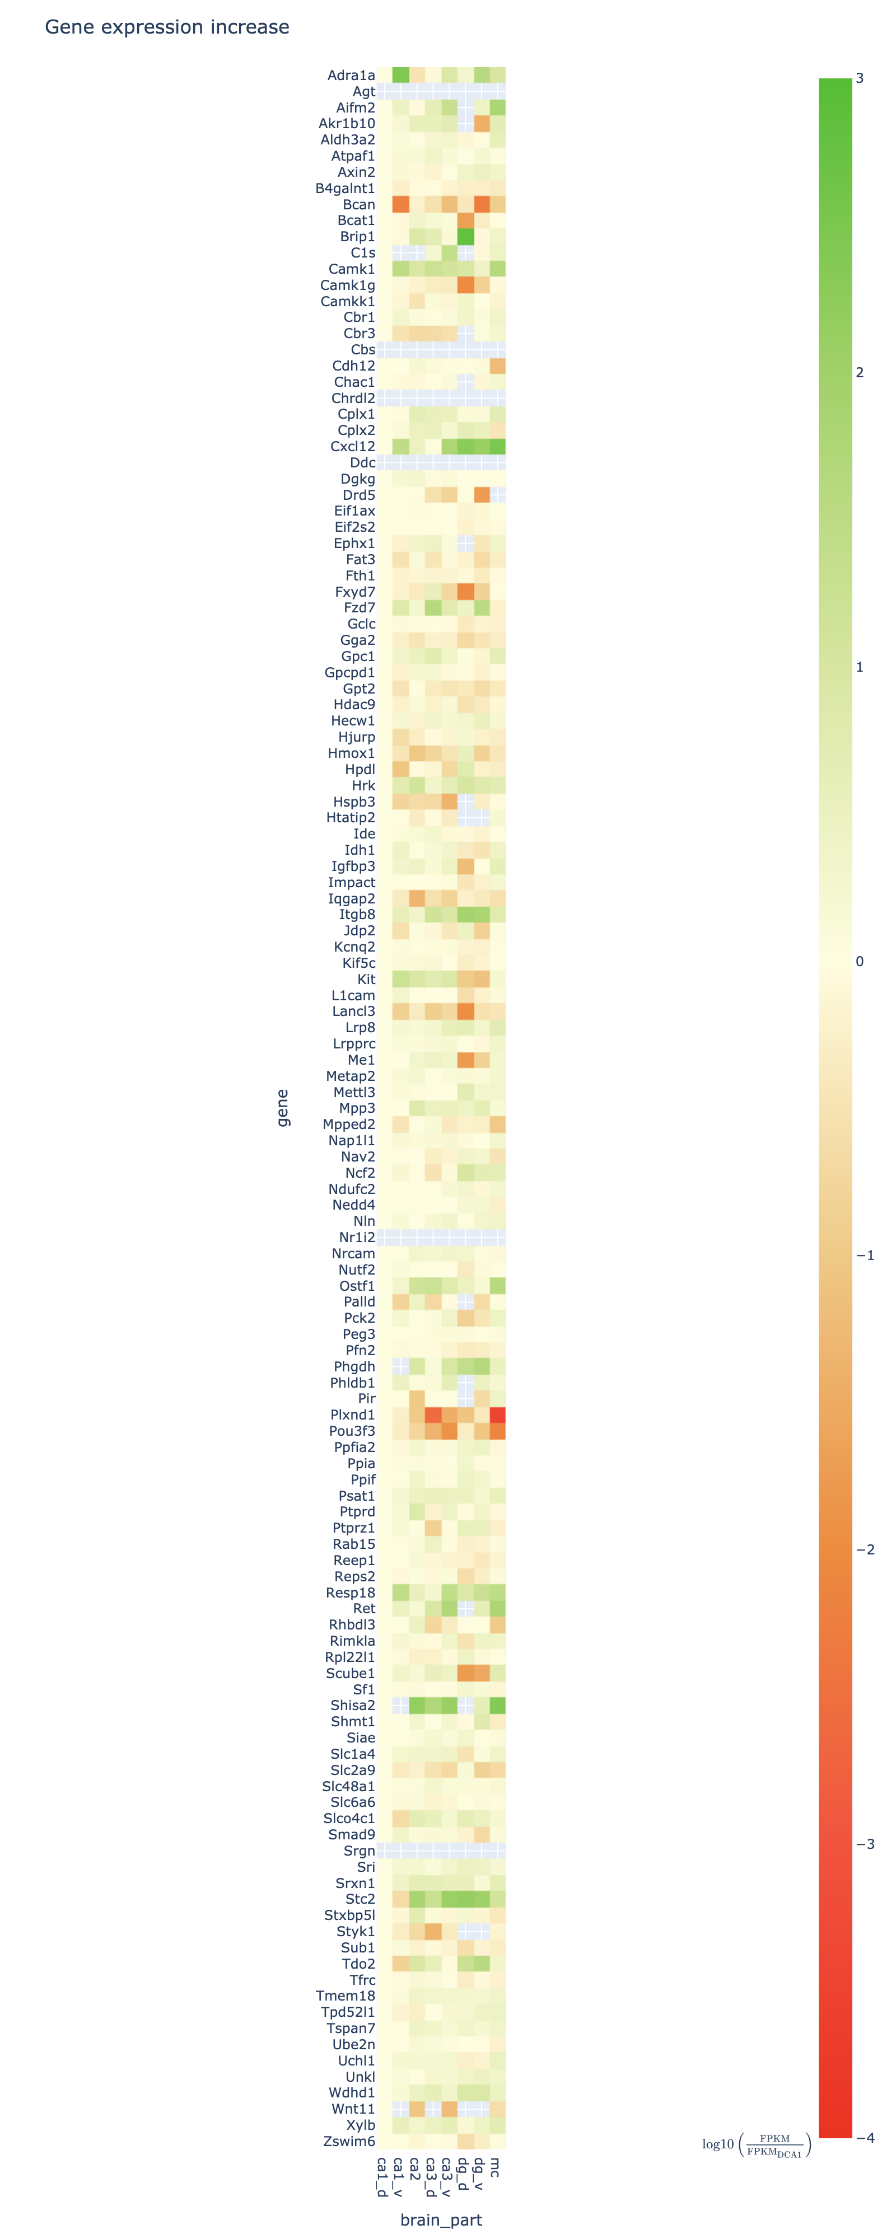 Gene expression increase
Adra1a
Agt
Aifm2
Akr1b10
Aldh3a2
Atpaf1
Axin2
B4galnt1
Bcan
Bcat1
Brip1
C1s
Camk1
Camk1g
Camkk1
Cbr1
Cbr3
Cbs
Cdh12
Chac1
Chrdl2
Cplx1
Cplx2
Cxcl12
Ddc
Dgkg
Drd5
Eif1ax
Eif2s2
Ephx1
Fat3
Fth1
Fxyd7
Fzd7
Gclc
Gga2
Gpc1
Gpcpd1
Gpt2
Hdac9
Hecw1
Hjurp
Hmox1
Hpdl
Hrk
Hspb3
Htatip2
Ide
Idh1
Igfbp3
Impact
Iqgap2
Itgb8
Jdp2
Kcnq2
Kif5c
Kit
L1cam
Lancl3
Lrp8
Lrpprc
Me1
Metap2
Mettl3
Mpp3
Mpped2
Nap1l1
Nav2
Ncf2
Ndufc2
Nedd4
Nln
Nr1i2
Nrcam
Nutf2
Ostf1
Palld
Pck2
Peg3
Pfn2
Phgdh
Phldb1
Pir
Plxnd1
Pou3f3
Ppfia2
Ppia
Ppif
Psat1
Ptprd
Ptprz1
Rab15
Reep1
Reps2
Resp18
Ret
Rhbdl3
Rimkla
Rpl22l1
Scube1
Sf1
Shisa2
Shmt1
Siae
Slc1a4
Slc2a9
Slc48a1
Slc6a6
Slco4c1
Smad9
Srgn
Sri
Srxn1
Stc2
Stxbp5l
Styk1
Sub1
Tdo2
Tfrc
Tmem18
Tpd52l1
Tspan7
Ube2n
Uchl1
Unkl
Wdhd1
Wnt11
Xylb
Zswim6
gene
ca1_d
ca1_v
ca2
ca3_d
ca3_v
dg_d
dg_v
mc
brain_part
3
2
1
0
−1
−2
−3
−4
log10 (FPKM / FPKM_DCA1)